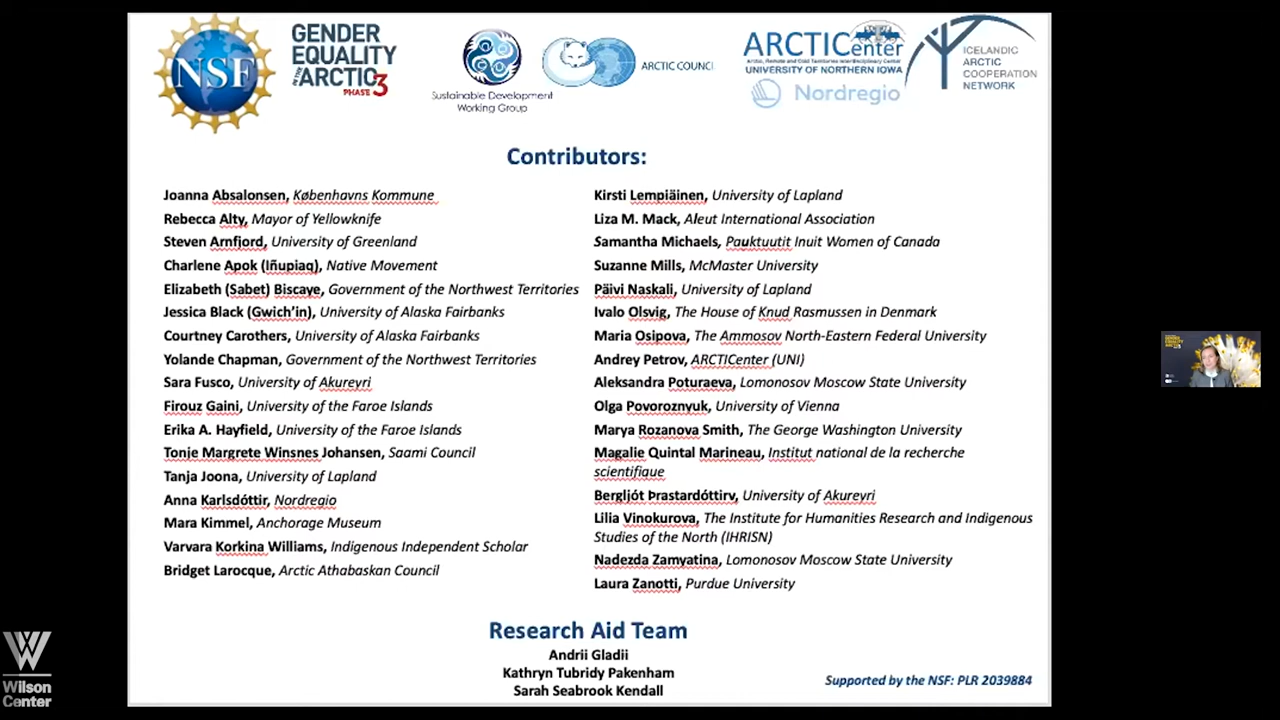 NSF
GENDER
EQUALITY
IN THE
ARCTIC
PHASE 3
Sustainable Development
Working Group
ARCTIC COUNCI
ARCTICenter
Arctic, Remote and Cold Territories Interdisciplinary Center
UNIVERSITY OF NORTHERN IOWA
Nordregio
ICELANDIC
ARCTIC
COOPERATION
NETWORK
Contributors:
Joanna Absalonsen, Københavns Kommune
Rebecca Alty, Mayor of Yellowknife
Steven Arnfjord, University of Greenland
Charlene Apok (Iñupiaq), Native Movement
Elizabeth (Sabet) Biscaye, Government of the Northwest Territories
Jessica Black (Gwich’in), University of Alaska Fairbanks
Courtney Carothers, University of Alaska Fairbanks
Yolande Chapman, Government of the Northwest Territories
Sara Fusco, University of Akureyri
Firouz Gaini, University of the Faroe Islands
Erika A. Hayfield, University of the Faroe Islands
Tonje Margrete Winsnes Johansen, Saami Council
Tanja Joona, University of Lapland
Anna Karlsdóttir, Nordregio
Mara Kimmel, Anchorage Museum
Varvara Korkina Williams, Indigenous Independent Scholar
Bridget Larocque, Arctic Athabaskan Council
Kirsti Lempiäinen, University of Lapland
Liza M. Mack, Aleut International Association
Samantha Michaels, Pauktuutit Inuit Women of Canada
Suzanne Mills, McMaster University
Päivi Naskali, University of Lapland
Ivalo Olsvig, The House of Knud Rasmussen in Denmark
Maria Osipova, The Ammosov North-Eastern Federal University
Andrey Petrov, ARCTICenter (UNI)
Aleksandra Poturaeva, Lomonosov Moscow State University
Olga Povoroznyuk, University of Vienna
Marya Rozanova Smith, The George Washington University
Magalie Quintal Marineau, Institut national de la recherche
scientifique
Bergljót Þrastardóttirv, University of Akureyri
Lilia Vinokurova, The Institute for Humanities Research and Indigenous
Studies of the North (IHRISN)
Nadezda Zamyatina, Lomonosov Moscow State University
Laura Zanotti, Purdue University
Research Aid Team
Andrii Gladii
Kathryn Tubridy Pakenham
Sarah Seabrook Kendall
Supported by the NSF: PLR 2039884
Wilson
Center